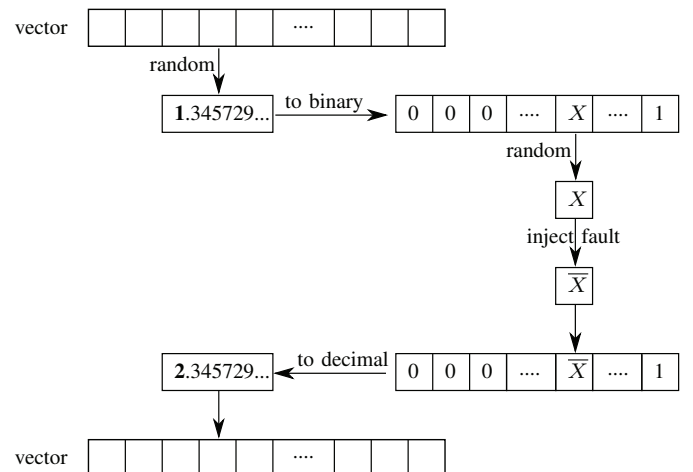 vector ....
random
1.345729... to binary 0 0 0 .... X .... 1
random
X
inject fault
X̅
2.345729... to decimal 0 0 0 .... X̅ .... 1
vector ....